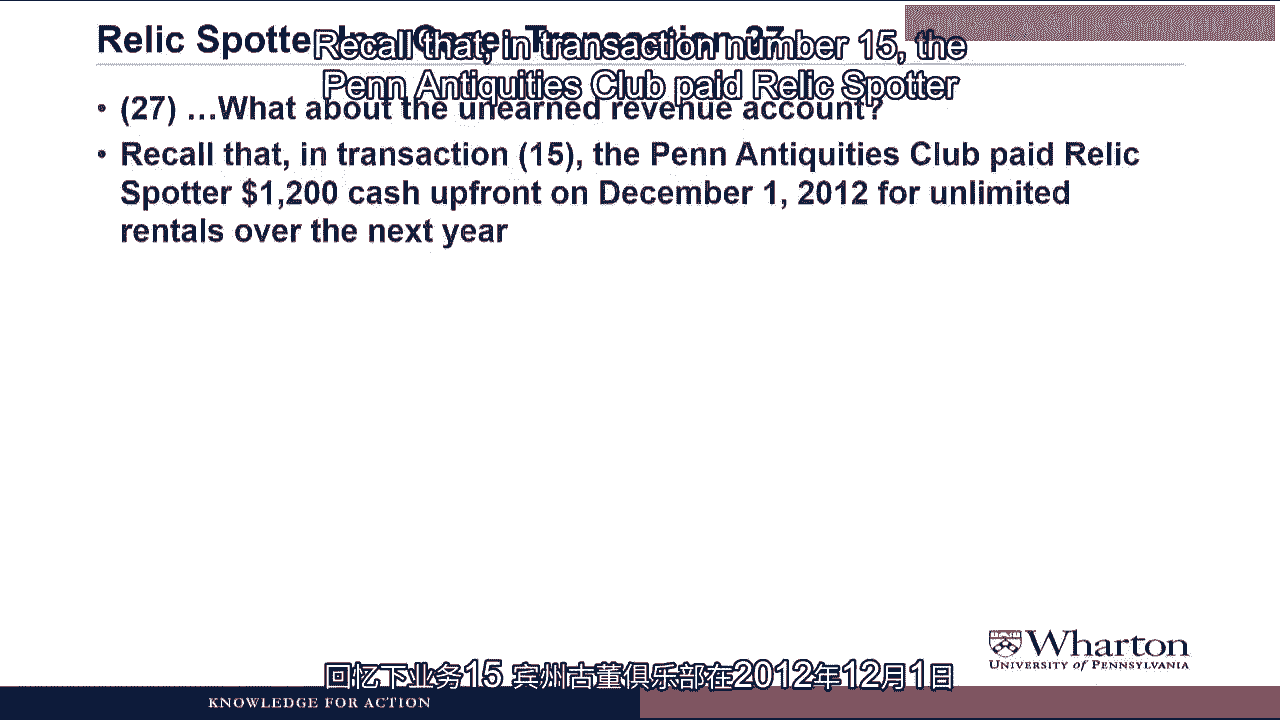 Relic Spotter Inc. Case: Transaction 27
Recall that, in transaction number 15, the
Penn Antiquities Club paid Relic Spotter
• (27) …What about the unearned revenue account?
• Recall that, in transaction (15), the Penn Antiquities Club paid Relic
Spotter $1,200 cash upfront on December 1, 2012 for unlimited
rentals over the next year
Wharton
UNIVERSITY of PENNSYLVANIA
回忆下业务15 宾州古董俱乐部在2012年12月1日
KNOWLEDGE FOR ACTION